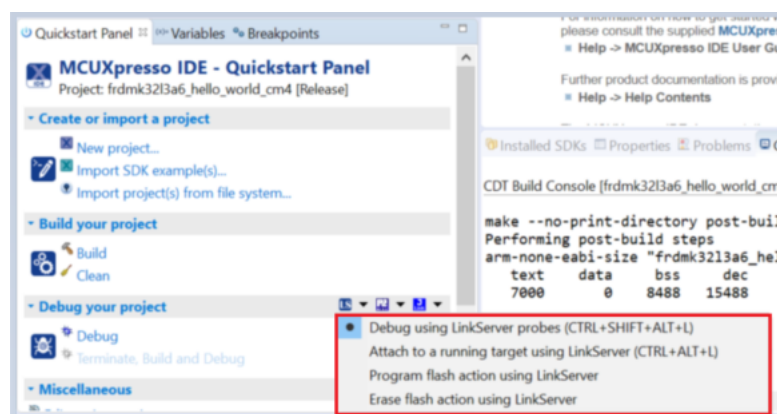 Quickstart Panel Variables Breakpoints
MCUXpresso IDE - Quickstart Panel
IDE
Project: frdmk32l3a6_hello_world_cm4 [Release]
Create or import a project
New project...
Import SDK example(s)...
Import project(s) from file system...
Build your project
Build
Clean
Debug your project
LS
Debug
Terminate, Build and Debug
Miscellaneous
please consult the supplied MCUXpre
Help -> MCUXpresso IDE User Gu
Further product documentation is prov
Help -> Help Contents
Installed SDKs Properties Problems
CDT Build Console [frdmk32l3a6_hello_world_cm
make --no-print-directory post-buil
Performing post-build steps
arm-none-eabi-size "frdmk32l3a6_hel
text data bss dec
7000 0 8488 15488
Debug using LinkServer probes (CTRL+SHIFT+ALT+L)
Attach to a running target using LinkServer (CTRL+ALT+L)
Program flash action using LinkServer
Erase flash action using LinkServer